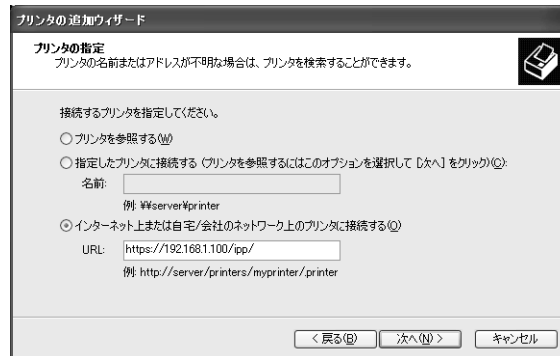 プリンタの追加ウィザード
プリンタの指定
プリンタの名前またはアドレスが不明な場合は、プリンタを検索することができます。
接続するプリンタを指定してください。
プリンタを参照する(W)
指定したプリンタに接続する (プリンタを参照するにはこのオプションを選択して [次へ] をクリック)(C):
名前:
例: ¥¥server¥printer
インターネット上または自宅/会社のネットワーク上のプリンタに接続する(O)
URL: https://192.168.1.100/ipp/
例: http://server/printers/myprinter/.printer
< 戻る(B) 次へ(N) > キャンセル